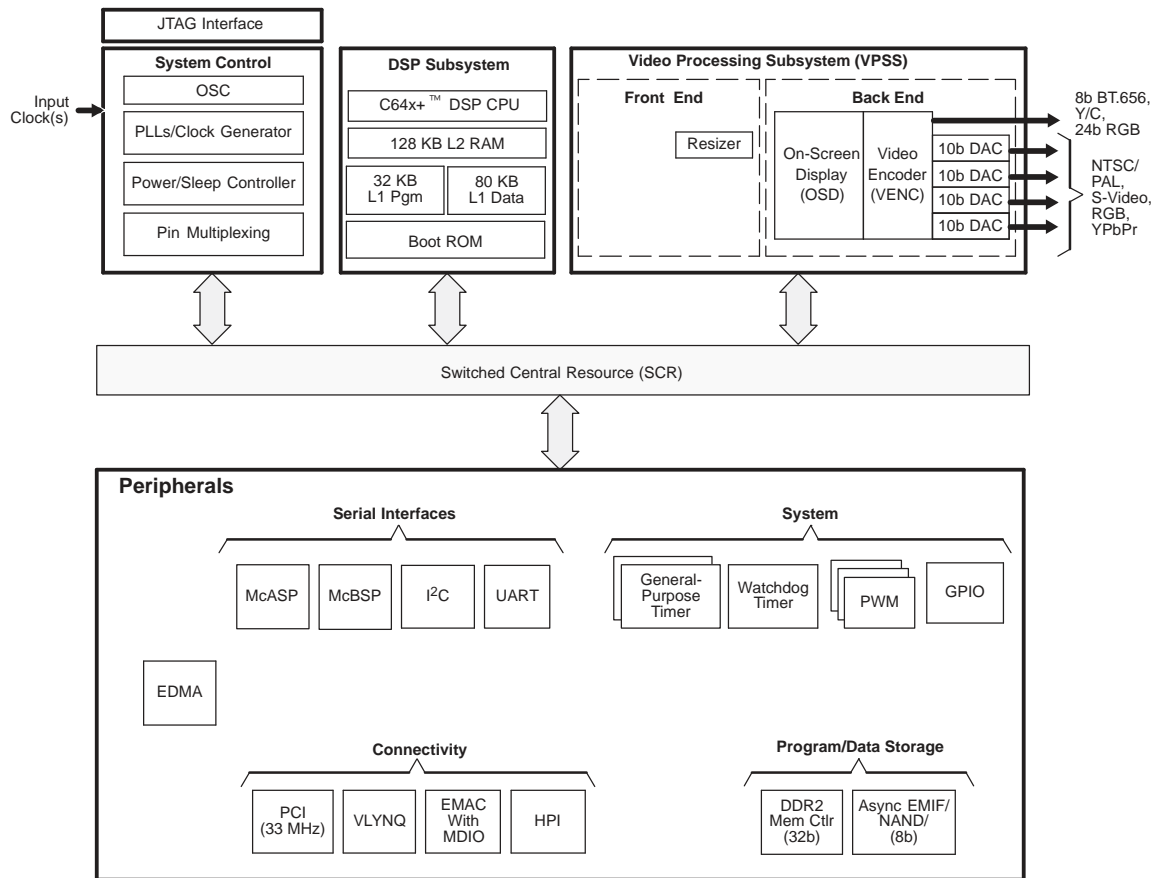 JTAG Interface
System Control
OSC
PLLs/Clock Generator
Power/Sleep Controller
Pin Multiplexing
Input
Clock(s)
DSP Subsystem
C64x+™ DSP CPU
128 KB L2 RAM
32 KB
L1 Pgm
80 KB
L1 Data
Boot ROM
Video Processing Subsystem (VPSS)
Front End
Resizer
Back End
On-Screen
Display
(OSD)
Video
Encoder
(VENC)
10b DAC
10b DAC
10b DAC
10b DAC
8b BT.656,
Y/C,
24b RGB
NTSC/
PAL,
S-Video,
RGB,
YPbPr
Switched Central Resource (SCR)
Peripherals
Serial Interfaces
McASP
McBSP
I²C
UART
System
General-
Purpose
Timer
Watchdog
Timer
PWM
GPIO
EDMA
Connectivity
PCI
(33 MHz)
VLYNQ
EMAC
With
MDIO
HPI
Program/Data Storage
DDR2
Mem Ctlr
(32b)
Async EMIF/
NAND/
(8b)